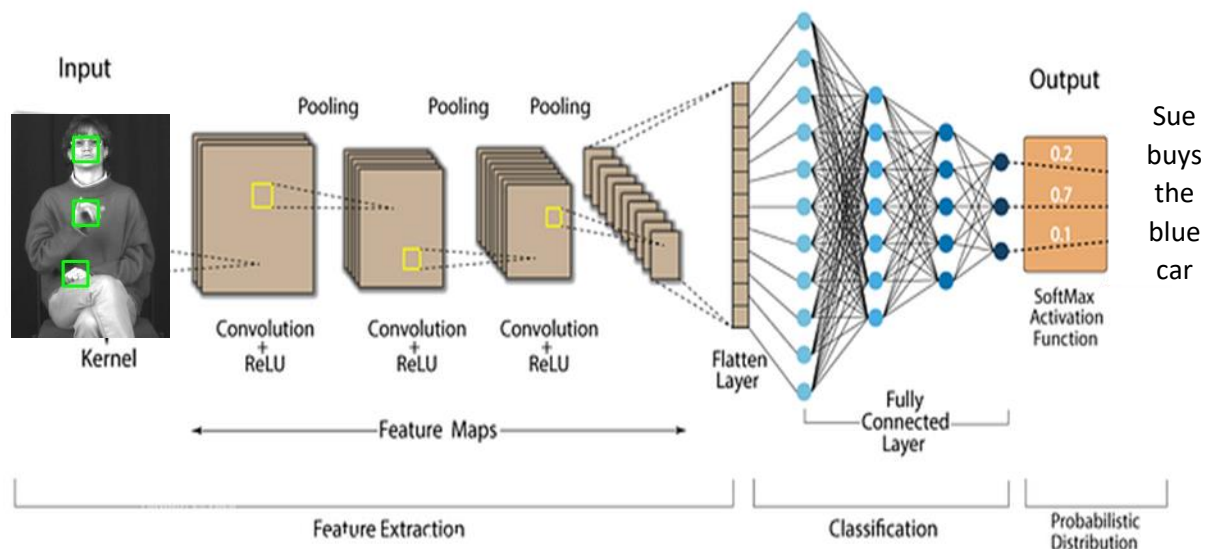 Input
Kernel
Pooling
Pooling
Pooling
Convolution
+
ReLU
Convolution
+
ReLU
Convolution
+
ReLU
Feature Maps
Flatten
Layer
Fully
Connected
Layer
Output
0.2
0.7
0.1
SoftMax
Activation
Function
Sue
buys
the
blue
car
Feature Extraction
Classification
Probabilistic
Distribution